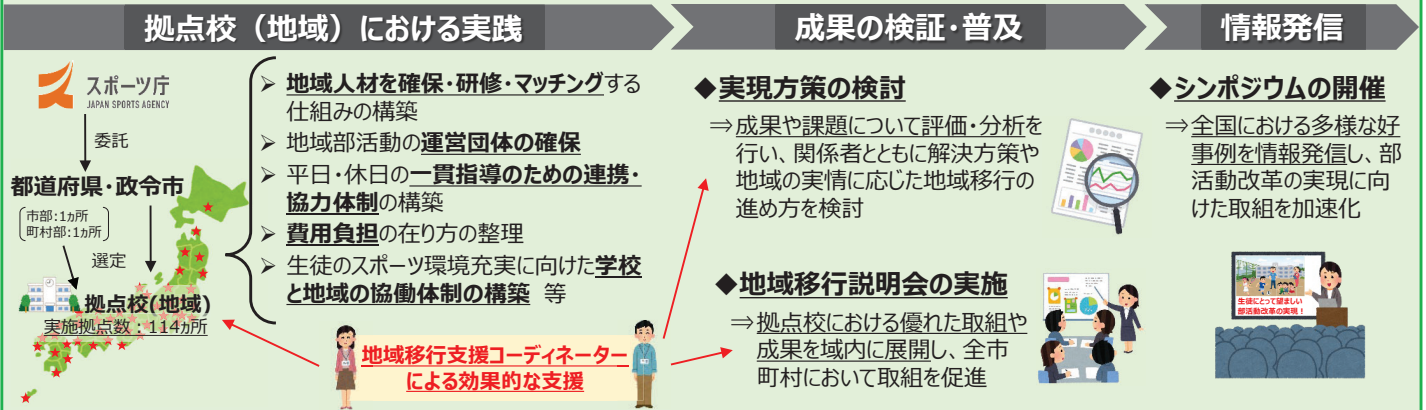 拠点校（地域）における実践
成果の検証・普及
情報発信
スポーツ庁
JAPAN SPORTS AGENCY
委託
都道府県・政令市
市部:1ヵ所
町村部:1ヵ所
選定
拠点校(地域)
実施拠点数：114ヵ所
➢ 地域人材を確保・研修・マッチングする
仕組みの構築
➢ 地域部活動の運営団体の確保
➢ 平日・休日の一貫指導のための連携・
協力体制の構築
➢ 費用負担の在り方の整理
➢ 生徒のスポーツ環境充実に向けた学校
と地域の協働体制の構築 等
地域移行支援コーディネーター
による効果的な支援
◆実現方策の検討
⇒成果や課題について評価・分析を
行い、関係者とともに解決方策や
地域の実情に応じた地域移行の
進め方を検討
◆地域移行説明会の実施
⇒拠点校における優れた取組や
成果を域内に展開し、全市
町村において取組を促進
◆シンポジウムの開催
⇒全国における多様な好
事例を情報発信し、部
活動改革の実現に向
けた取組を加速化
生徒にとって望ましい
部活動改革の実現！